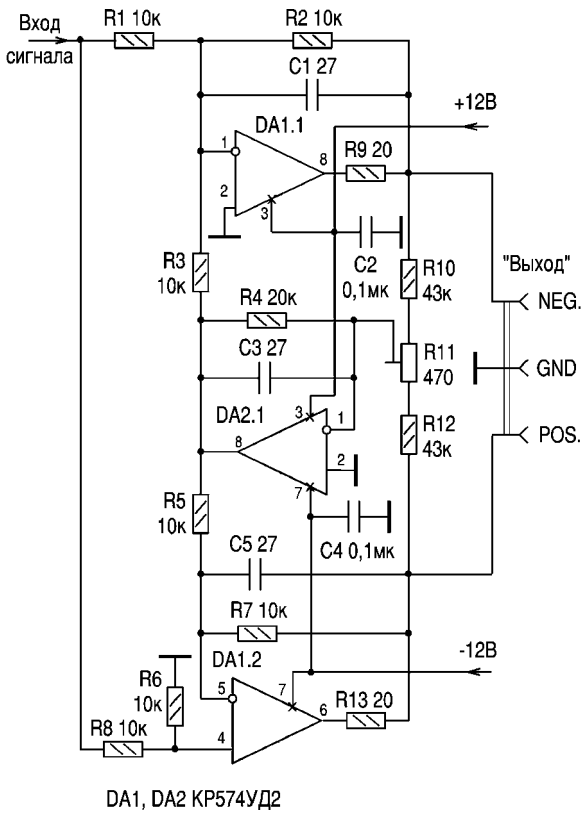 Вход
сигнала
R1 10к
R2 10к
C1 27
+12В
DA1.1
1
8
R9 20
2
3
C2
0,1мк
R3
10к
R10
43к
"Выход"
NEG.
R4 20к
C3 27
R11
470
GND
DA2.1
3
1
8
2
7
R12
43к
POS.
R5
10к
C4 0,1мк
C5 27
R7 10к
DA1.2
-12В
R6
10к
5
7
6
R13 20
R8 10к
4
DA1, DA2 КР574УД2